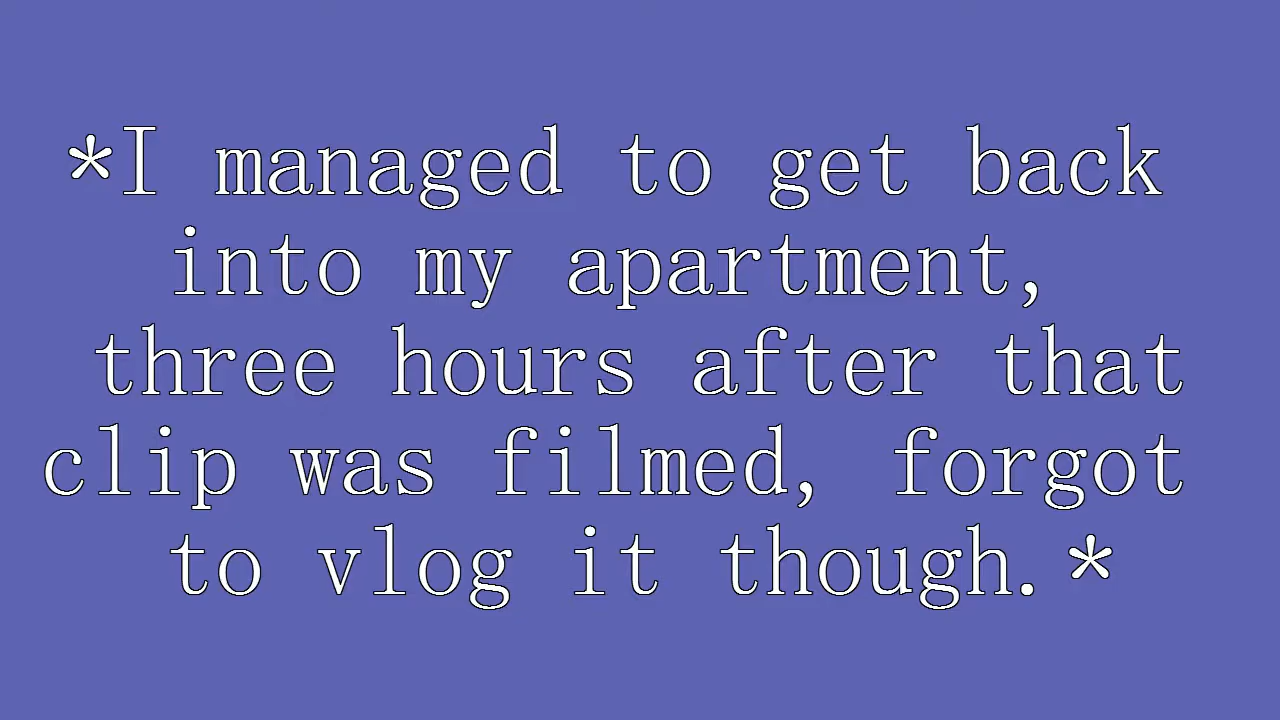 *I managed to get back
into my apartment,
three hours after that
clip was filmed, forgot
to vlog it though.*